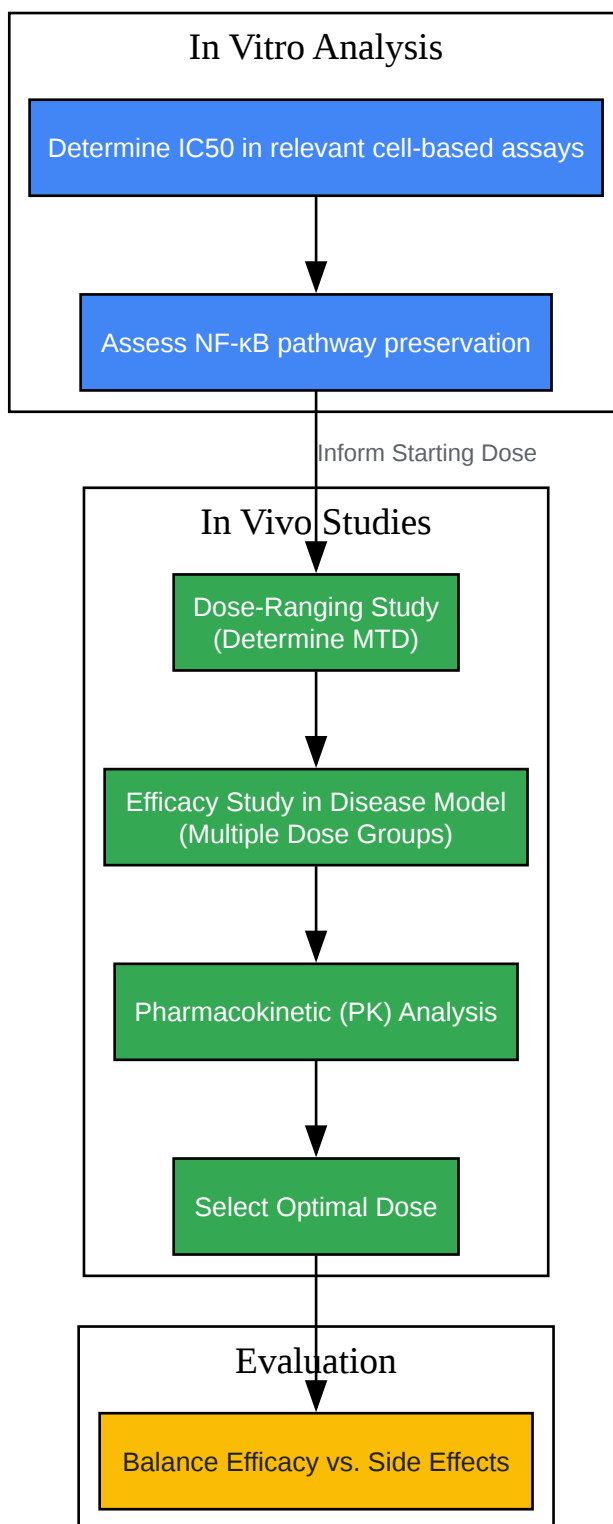 In Vitro Analysis
Determine IC50 in relevant cell-based assays
Assess NF-κB pathway preservation
Inform Starting Dose
In Vivo Studies
Dose-Ranging Study
(Determine MTD)
Efficacy Study in Disease Model
(Multiple Dose Groups)
Pharmacokinetic (PK) Analysis
Select Optimal Dose
Evaluation
Balance Efficacy vs. Side Effects